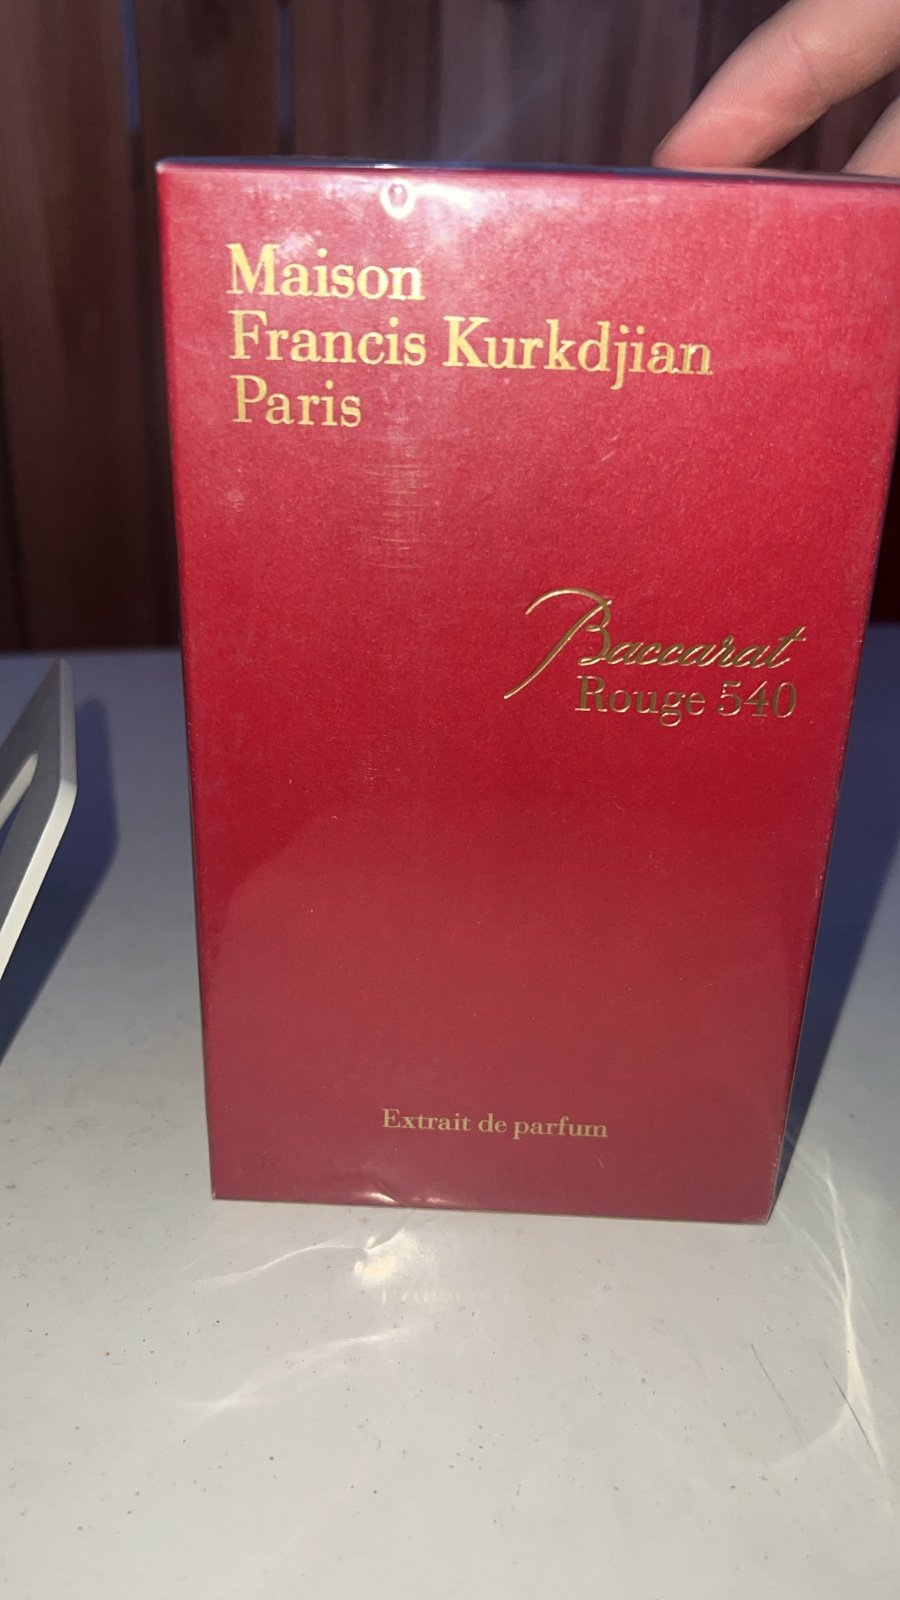 Maison
Francis Kurkdjian
Paris
Baccarat
Rouge 540
Extrait de parfum